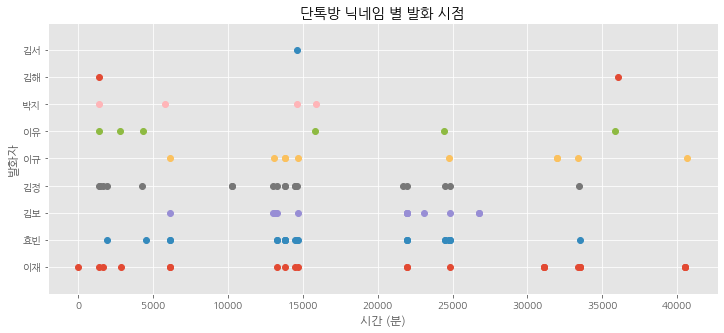 단톡방 닉네임 별 발화 시점
김서
김해
박지
이유
이규
김정
김보
효빈
이재
발화자
0 5000 10000 15000 20000 25000 30000 35000 40000
시간 (분)